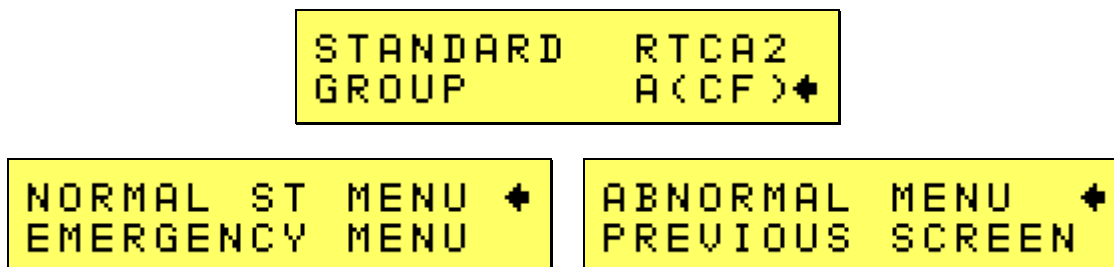 STANDARD RTCA2
GROUP A(CF)
NORMAL ST MENU
EMERGENCY MENU
ABNORMAL MENU
PREVIOUS SCREEN